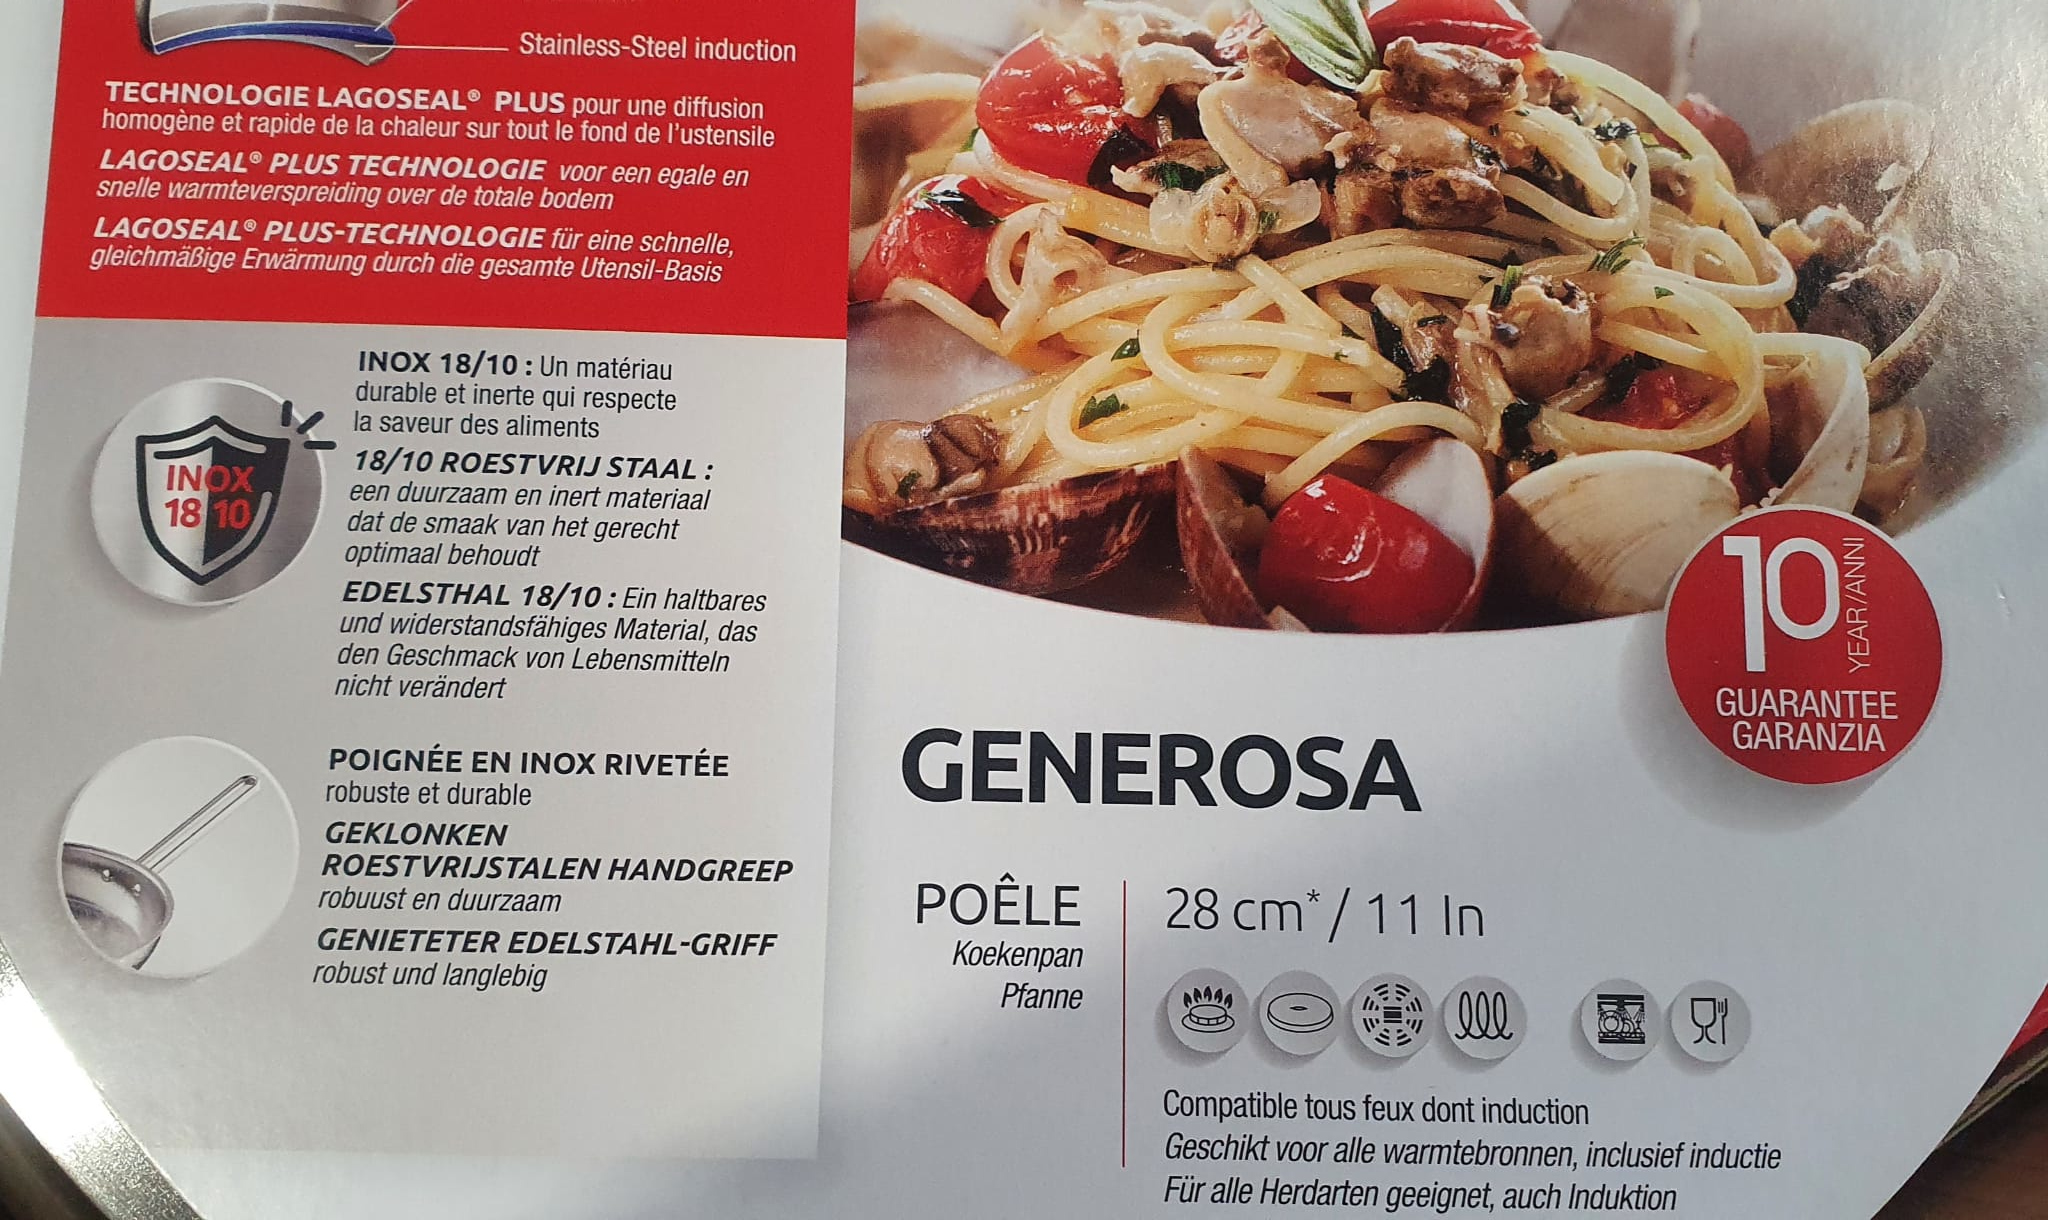 Stainless-Steel induction
TECHNOLOGIE LAGOSEAL® PLUS pour une diffusion
homogène et rapide de la chaleur sur tout le fond de l'ustensile
LAGOSEAL® PLUS TECHNOLOGIE voor een egale en
snelle warmteverspreiding over de totale bodem
LAGOSEAL® PLUS-TECHNOLOGIE für eine schnelle,
gleichmäßige Erwärmung durch die gesamte Utensil-Basis
INOX
18 10
INOX 18/10 : Un matériau
durable et inerte qui respecte
la saveur des aliments
18/10 ROESTVRIJ STAAL :
een duurzaam en inert materiaal
dat de smaak van het gerecht
optimaal behoudt
EDELSTHAL 18/10 : Ein haltbares
und widerstandsfähiges Material, das
den Geschmack von Lebensmitteln
nicht verändert
POIGNÉE EN INOX RIVETÉE
robuste et durable
GEKLONKEN
ROESTVRIJSTALEN HANDGREEP
robuust en duurzaam
GENIETETER EDELSTAHL-GRIFF
robust und langlebig
10
YEAR/ANNI
GUARANTEE
GARANZIA
GENEROSA
POÊLE
Koekenpan
Pfanne
28 cm* / 11 In
Compatible tous feux dont induction
Geschikt voor alle warmtebronnen, inclusief inductie
Für alle Herdarten geeignet, auch Induktion